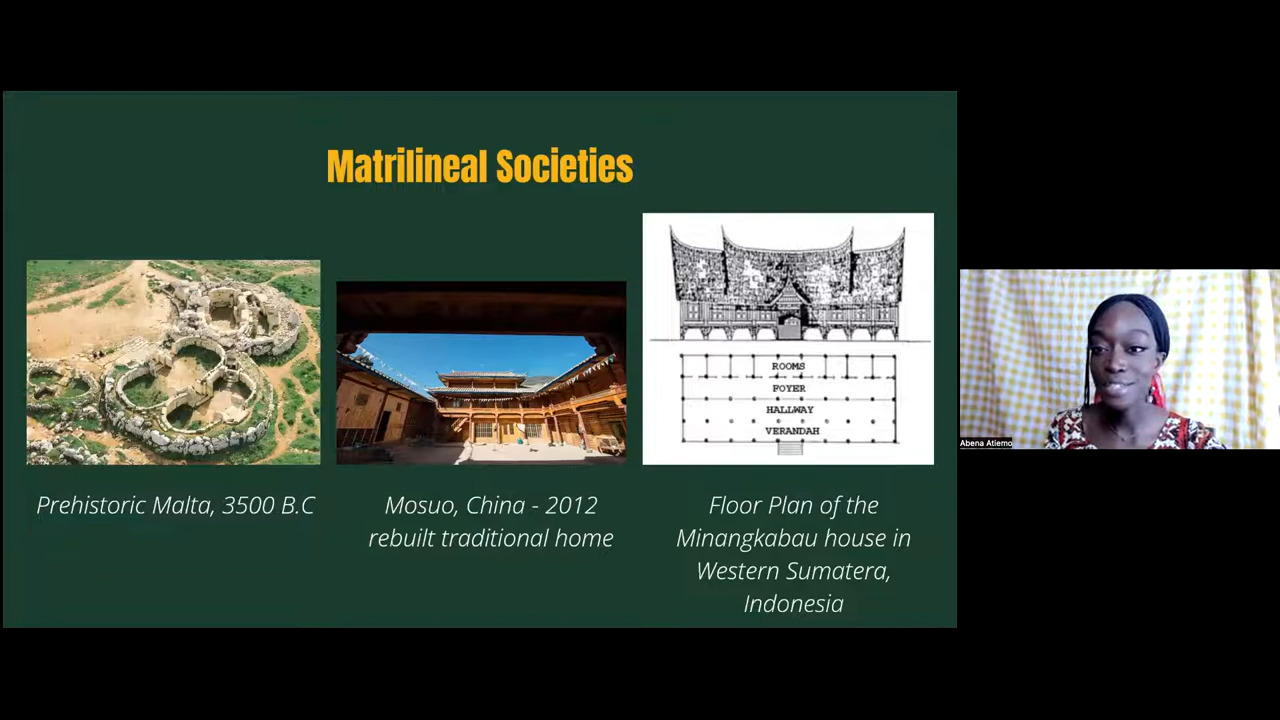 Matrilineal Societies
ROOMS
FOYER
HALLWAY
VERANDAH
Prehistoric Malta, 3500 B.C
Mosuo, China - 2012
rebuilt traditional home
Floor Plan of the
Minangkabau house in
Western Sumatera,
Indonesia
Abena Atiemo